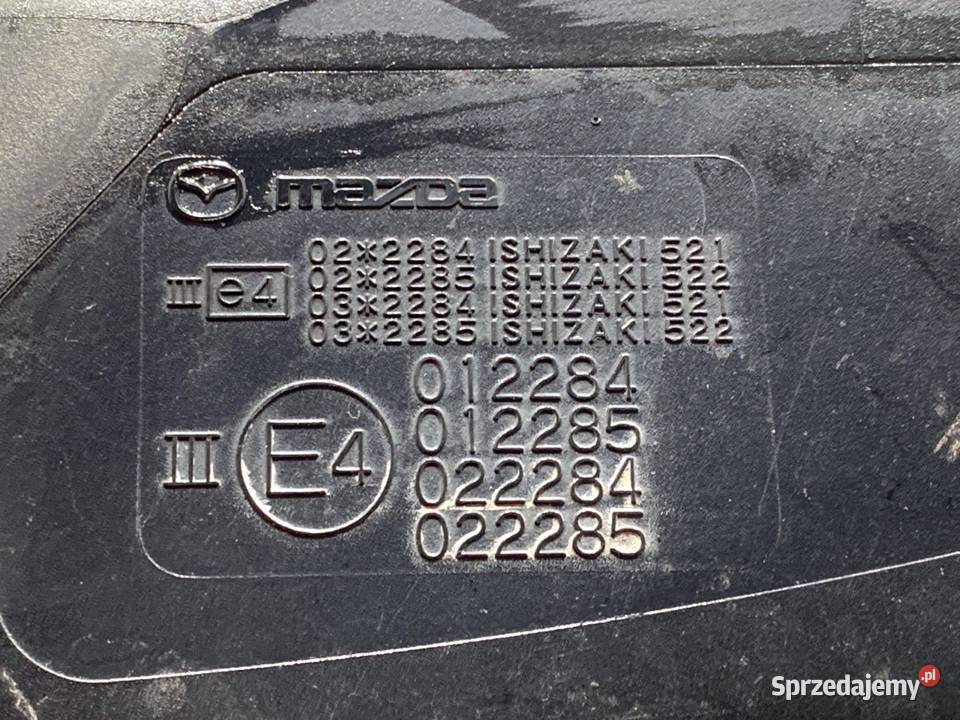 mazda
III e4
02*2284 ISHIZAKI 521
02*2285 ISHIZAKI 522
03*2284 ISHIZAKI 521
03*2285 ISHIZAKI 522
III E4
012284
012285
022284
022285
Sprzedajemy.pl